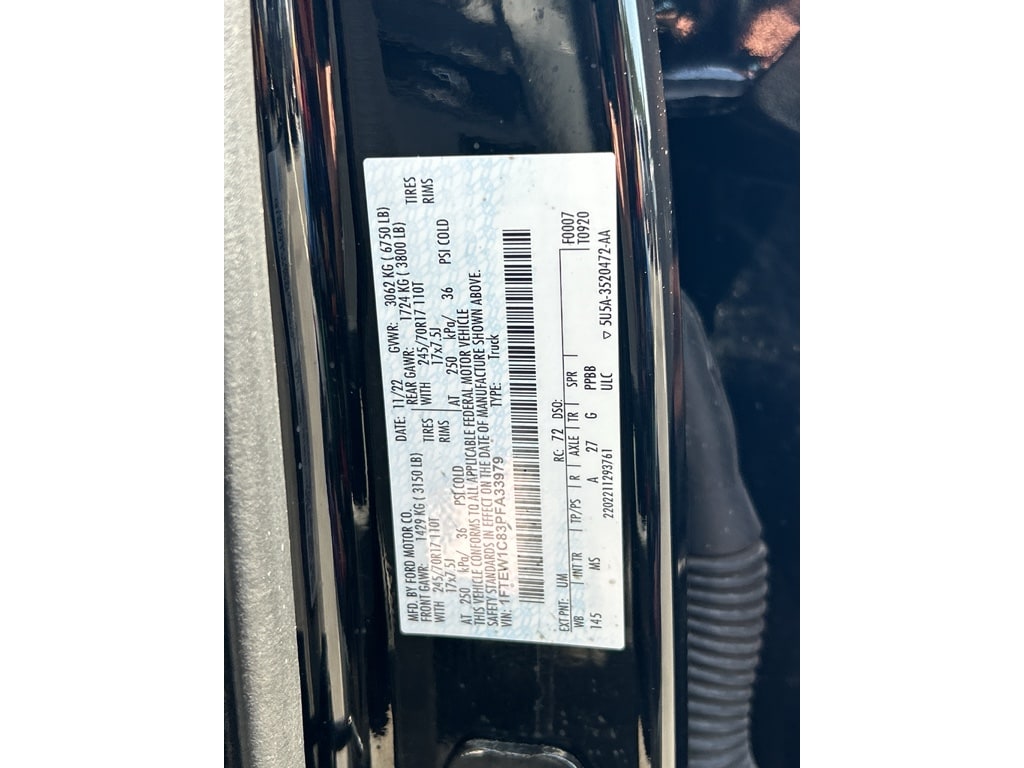 MFD. BY FORD MOTOR CO.
DATE: 11/22 GVWR: 3062 KG ( 6750 LB)
FRONT GAWR: 1429 KG ( 3150 LB) REAR GAWR: 1724 KG ( 3800 LB)
WITH 245/70R17 110T TIRES WITH 245/70R17 110T TIRES
17x7.5J RIMS 17x7.5J RIMS
AT 250 kPa/ 36 PSI COLD AT 250 kPa/ 36 PSI COLD
THIS VEHICLE CONFORMS TO ALL APPLICABLE FEDERAL MOTOR VEHICLE
SAFETY STANDARDS IN EFFECT ON THE DATE OF MANUFACTURE SHOWN ABOVE.
VIN: 1FTEW1C83PFA33979 TYPE: Truck
EXT PNT: UM RC: 72 DSO: F0007
WB INT TR TP/PS R AXLE TR SPR T0920
145 MS A 27 G PPBB
2202211293761 ULC ▽ 5U5A-3520472-AA